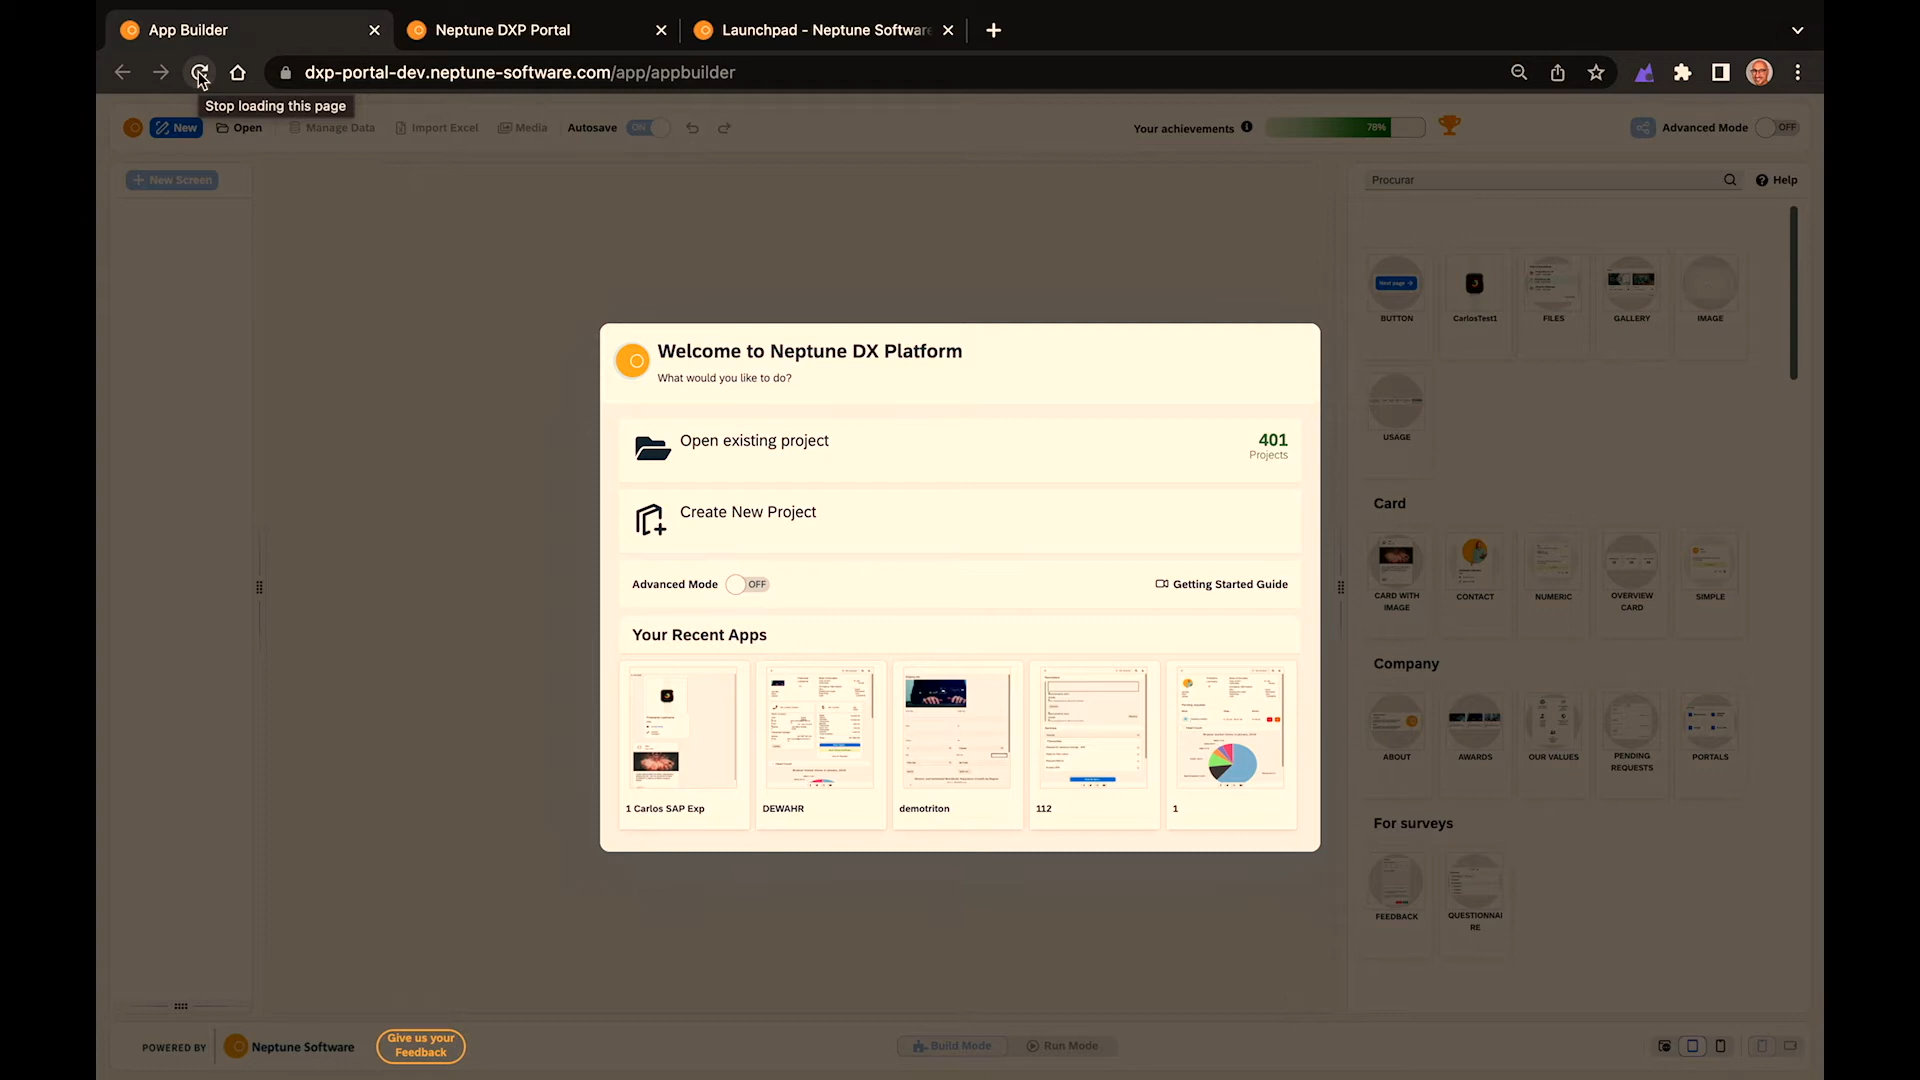 App Builder
Neptune DXP Portal
Launchpad - Neptune Software
dxp-portal-dev.neptune-software.com/app/appbuilder
Stop loading this page
New
Open
Manage Data
Import Excel
Media
Autosave
ON
Your achievements
78%
Advanced Mode
OFF
New Screen
Procurar
Help
BUTTON
CarlosTest1
FILES
GALLERY
IMAGE
USAGE
Card
CARD WITH
IMAGE
CONTACT
NUMERIC
OVERVIEW
CARD
SIMPLE
Company
ABOUT
AWARDS
OUR VALUES
PENDING
REQUESTS
PORTALS
For surveys
FEEDBACK
QUESTIONNAI
RE
Welcome to Neptune DX Platform
What would you like to do?
Open existing project
401
Projects
Create New Project
Advanced Mode
OFF
Getting Started Guide
Your Recent Apps
1 Carlos SAP Exp
DEWAHR
demotriton
112
1
POWERED BY
Neptune Software
Give us your
Feedback
Build Mode
Run Mode